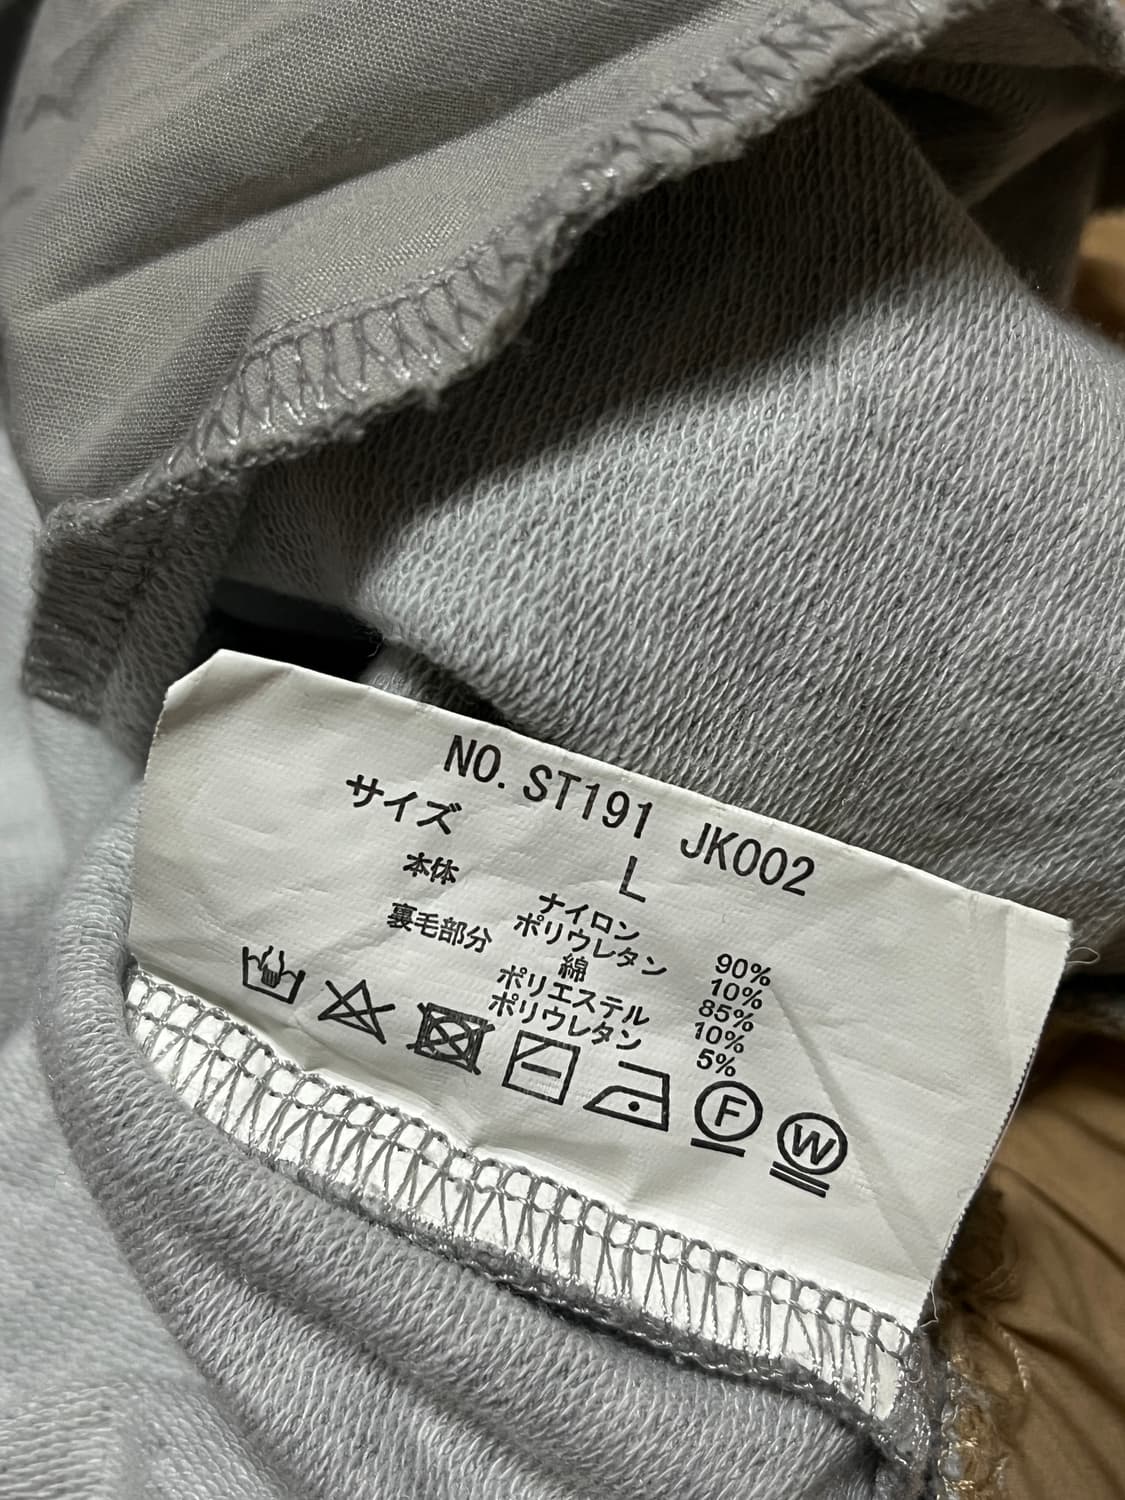 NO. ST191 JK002
サイズ L
本体 ナイロン 90%
ポリウレタン 10%
裏毛部分 綿 85%
ポリエステル 10%
ポリウレタン 5%
F W